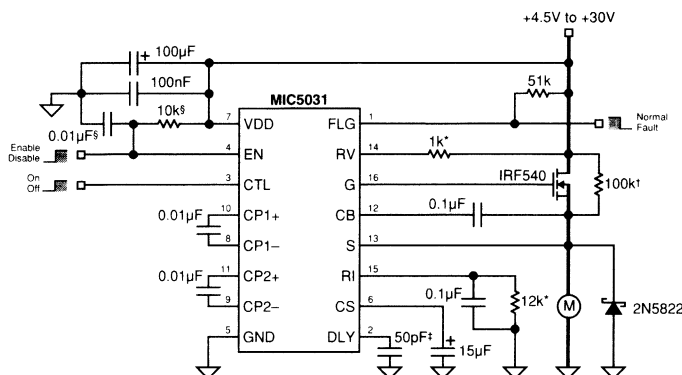 +4.5V to +30V
+ 100µF
100nF
51k
MIC5031
10k§
0.01µF§
7 VDD
FLG 1
Normal
Fault
Enable
Disable
4 EN
RV 14
1k*
On
Off
3 CTL
G 16
IRF540
100k†
0.01µF
10 CP1+
CB 12
0.1µF
8 CP1–
S 13
0.01µF
11 CP2+
RI 15
0.1µF
12k*
M
2N5822
9 CP2–
CS 6
+
15µF
5 GND
DLY 2
50pF‡